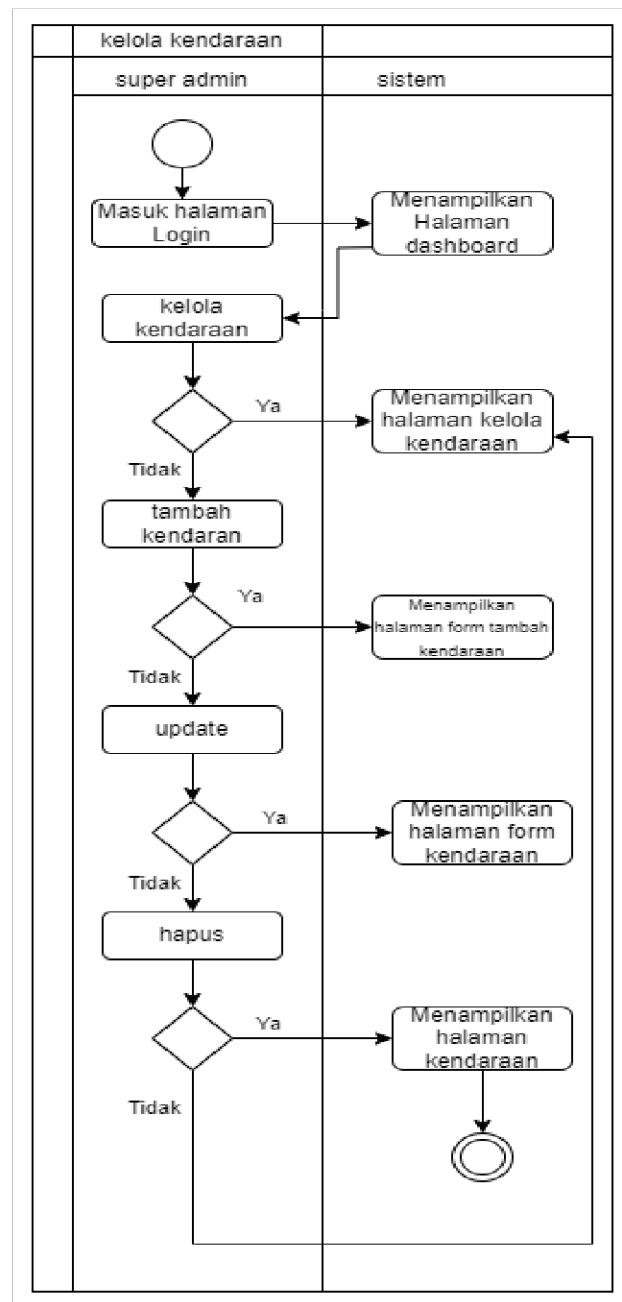 kelola kendaraan
super admin
sistem
Masuk halaman
Login
Menampilkan
Halaman
dashboard
kelola
kendaraan
Ya
Menampilkan
halaman kelola
kendaraan
Tidak
tambah
kendaran
Ya
Menampilkan
halaman form tambah
kendaraan
Tidak
update
Ya
Menampilkan
halaman form
kendaraan
Tidak
hapus
Ya
Menampilkan
halaman
kendaraan
Tidak